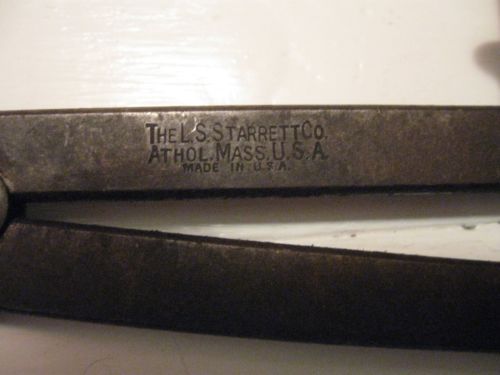 THE L.S. STARRETT CO.
ATHOL, MASS. U.S.A.
MADE IN U.S.A.